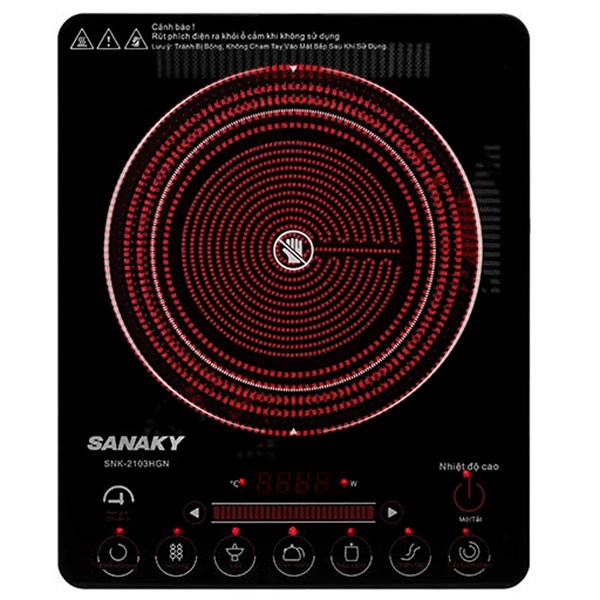 Cảnh báo !
Rút phích điện ra khỏi ổ cắm khi không sử dụng
Lưu ý: Tránh Bị Bỏng, Không Chạm Tay Vào Mặt Bếp Sau Khi Sử Dụng.
SANAKY
SNK-2103HGN
Nhiệt độ cao
°C
W
Mở/Tắt